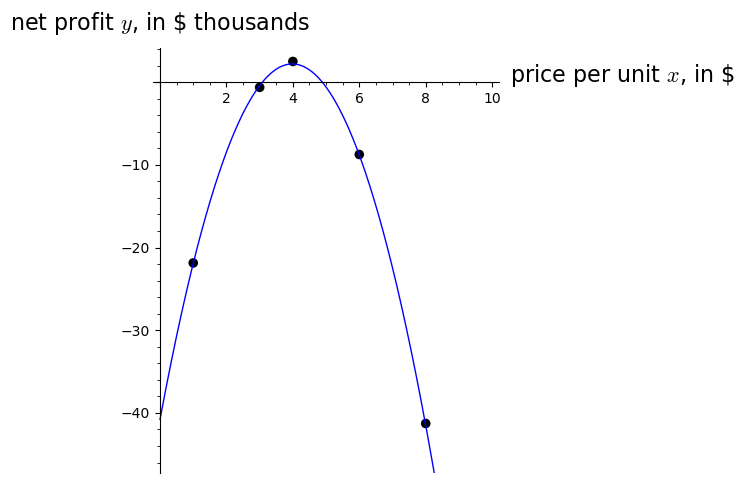 net profit y, in $ thousands
price per unit x, in $
2 4 6 8 10
−10
−20
−30
−40